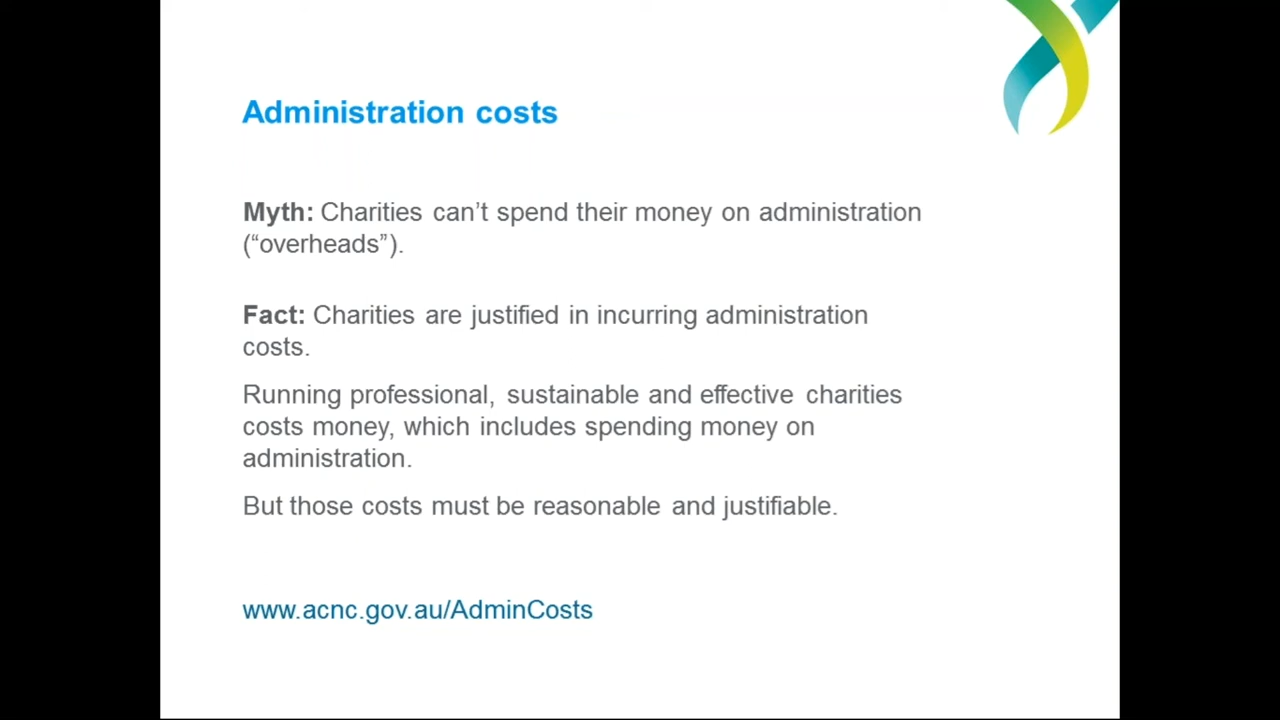 Administration costs
Myth: Charities can’t spend their money on administration
(“overheads”).
Fact: Charities are justified in incurring administration
costs.
Running professional, sustainable and effective charities
costs money, which includes spending money on
administration.
But those costs must be reasonable and justifiable.
www.acnc.gov.au/AdminCosts